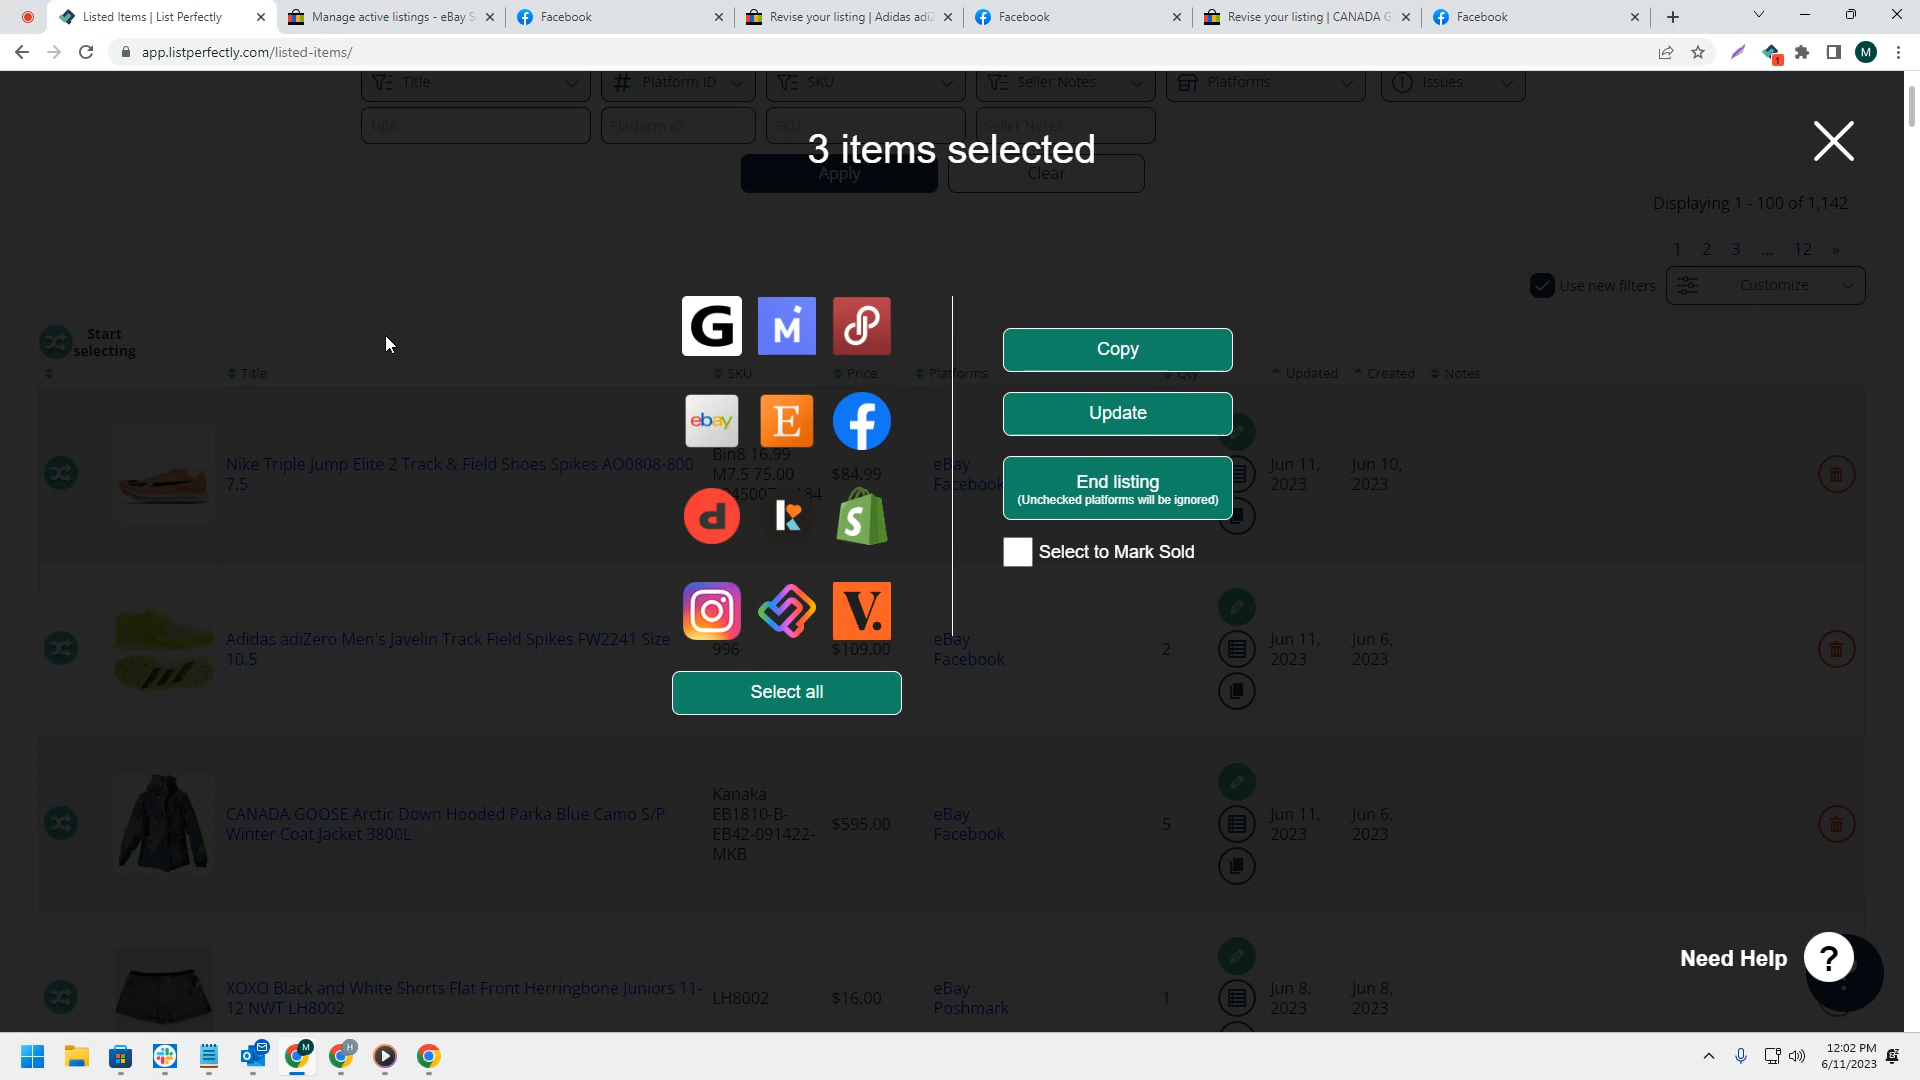 Listed Items | List Perfectly
Manage active listings - eBay S
Facebook
Revise your listing | Adidas adiZ
Facebook
Revise your listing | CANADA G
Facebook
app.listperfectly.com/listed-items/
M
Title
Platform ID
SKU
Seller Notes
Platforms
Issues
Title
Platform ID
SKU
Seller Notes
3 items selected
Apply
Clear
Displaying 1 - 100 of 1,142
1 2 3 ... 12 »
Use new filters
Customize
Start
selecting
Title
SKU
Price
Platforms
Qty
Updated
Created
Notes
G
ebay
E
d
V.
Select all
Copy
Update
End listing
(Unchecked platforms will be ignored)
Select to Mark Sold
Nike Triple Jump Elite 2 Track & Field Shoes Spikes AO0808-800
7.5
Bin8 16.99
M7.5 75.00
$84.99
eBay
Facebook
Jun 11,
2023
Jun 10,
2023
Adidas adiZero Men's Javelin Track Field Spikes FW2241 Size
10.5
996
$109.00
eBay
Facebook
2
Jun 11,
2023
Jun 6,
2023
CANADA GOOSE Arctic Down Hooded Parka Blue Camo S/P
Winter Coat Jacket 3800L
Kanaka
EB1810-B-
EB42-091422-
MKB
$595.00
eBay
Facebook
5
Jun 11,
2023
Jun 6,
2023
XOXO Black and White Shorts Flat Front Herringbone Juniors 11-
12 NWT LH8002
LH8002
$16.00
eBay
Poshmark
1
Jun 8,
2023
Jun 8,
2023
Need Help ?
12:02 PM
6/11/2023